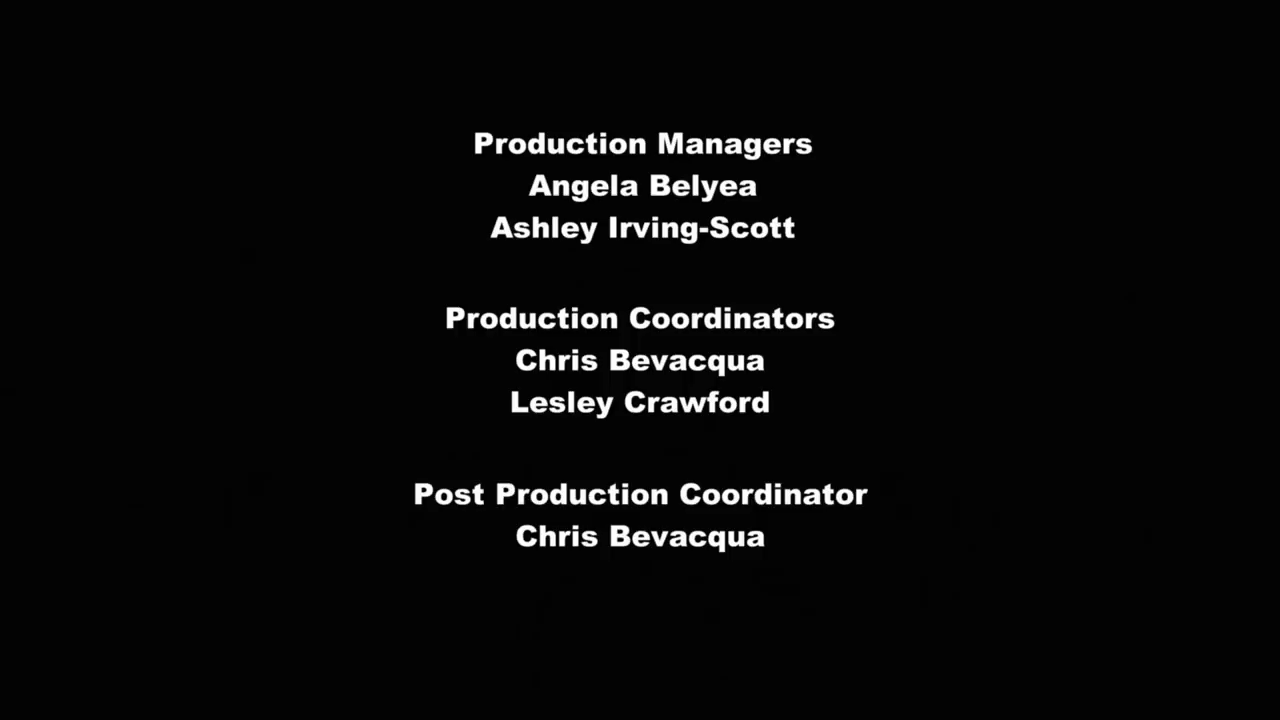 Production Managers
Angela Belyea
Ashley Irving-Scott
Production Coordinators
Chris Bevacqua
Lesley Crawford
Post Production Coordinator
Chris Bevacqua